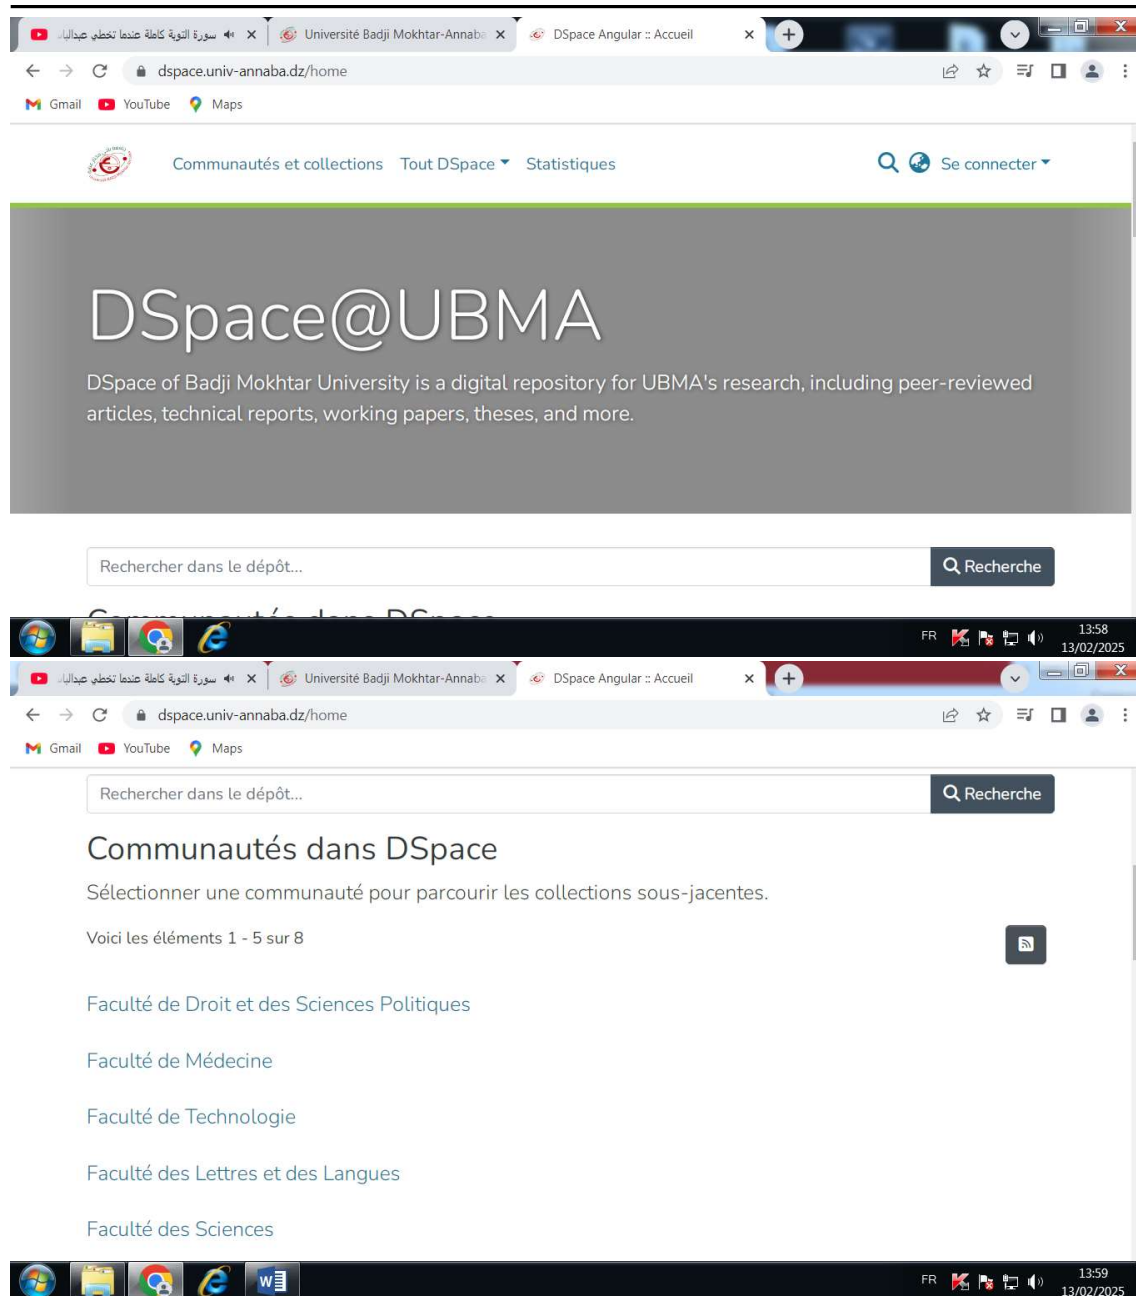 سورة التوبة كاملة عندما تخطي عبدالبا
Université Badji Mokhtar-Annaba
DSpace Angular :: Accueil
dspace.univ-annaba.dz/home
Gmail YouTube Maps
Communautés et collections Tout DSpace Statistiques Se connecter
DSpace@UBMA
DSpace of Badji Mokhtar University is a digital repository for UBMA's research, including peer-reviewed
articles, technical reports, working papers, theses, and more.
Rechercher dans le dépôt... Recherche
Communautés dans DSpace
FR 13:58
13/02/2025
سورة التوبة كاملة عندما تخطي عبدالبا
Université Badji Mokhtar-Annaba
DSpace Angular :: Accueil
dspace.univ-annaba.dz/home
Gmail YouTube Maps
Rechercher dans le dépôt... Recherche
Communautés dans DSpace
Sélectionner une communauté pour parcourir les collections sous-jacentes.
Voici les éléments 1 - 5 sur 8
Faculté de Droit et des Sciences Politiques
Faculté de Médecine
Faculté de Technologie
Faculté des Lettres et des Langues
Faculté des Sciences
FR 13:59
13/02/2025